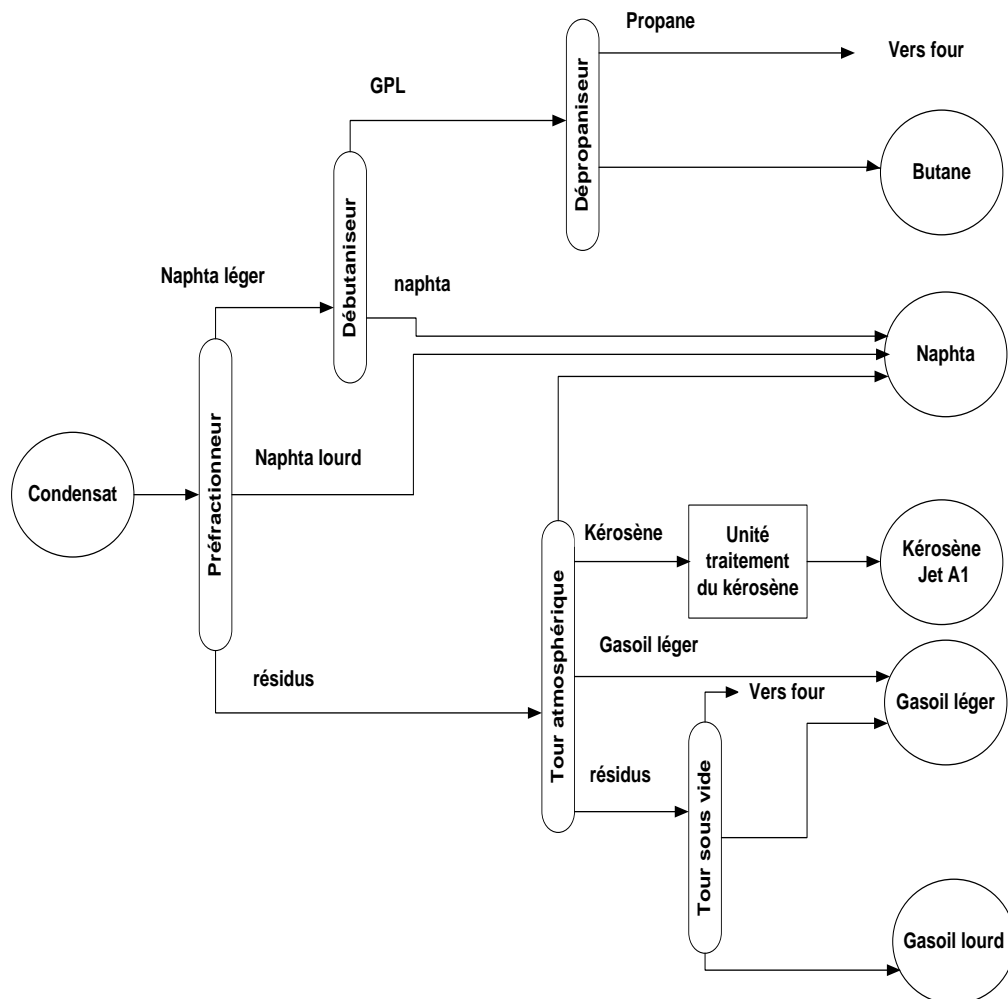 Propane
Vers four
GPL
Dépropaniseur
Butane
Débutaniseur
Naphta léger
naphta
Naphta
Préfractionneur
Naphta lourd
Condensat
Kérosène
Unité
traitement
du kérosène
Kérosène
Jet A1
Tour atmosphérique
Gasoil léger
résidus
Vers four
Gasoil léger
résidus
Tour sous vide
Gasoil lourd